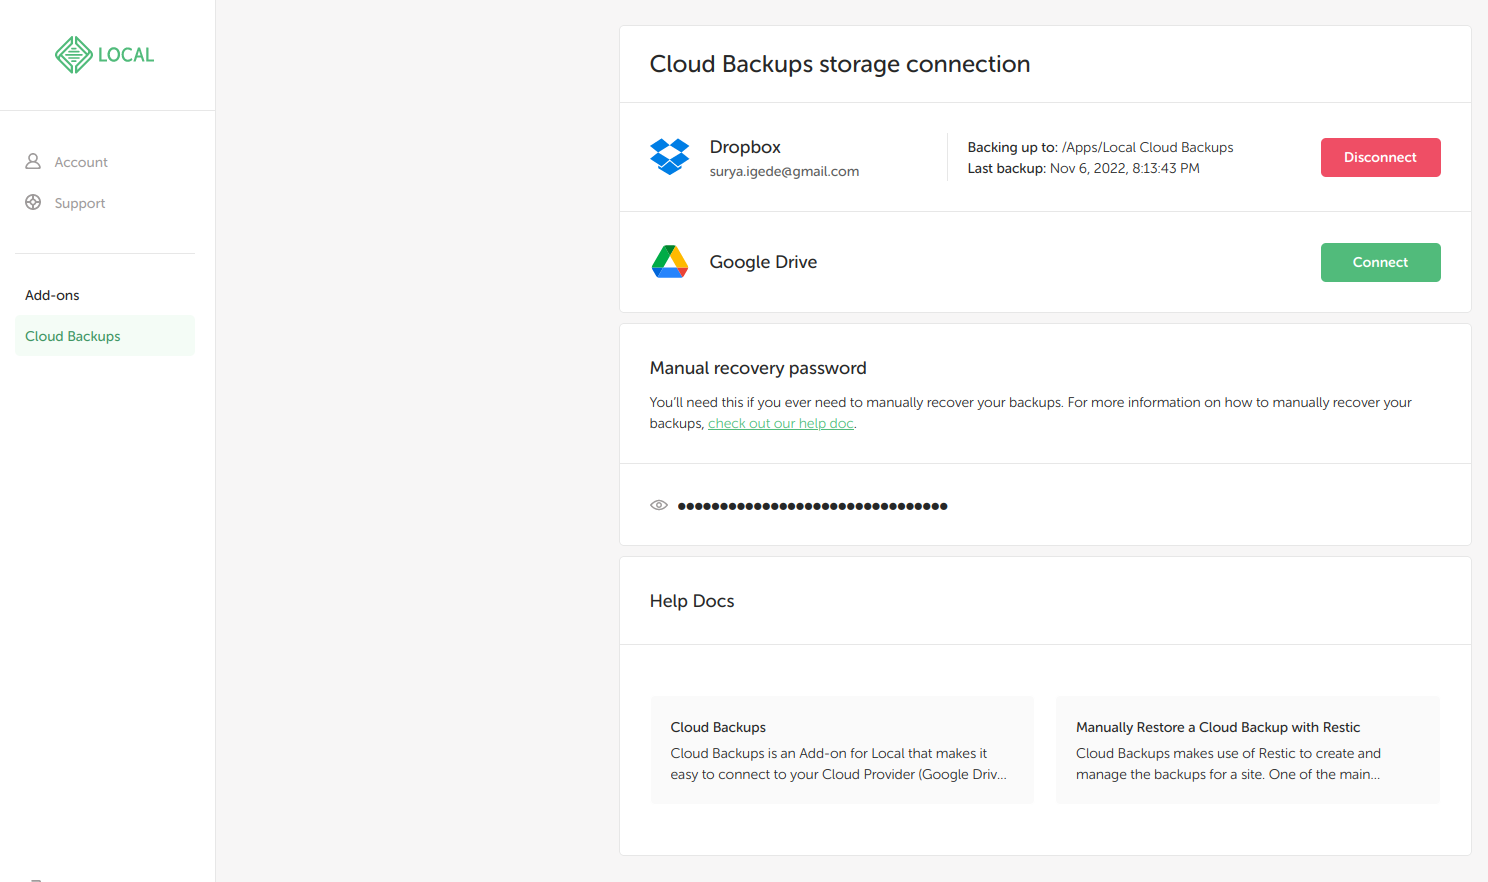 LOCAL
Account
Support
Add-ons
Cloud Backups
Cloud Backups storage connection
Dropbox
surya.igede@gmail.com
Backing up to: /Apps/Local Cloud Backups
Last backup: Nov 6, 2022, 8:13:43 PM
Disconnect
Google Drive
Connect
Manual recovery password
You'll need this if you ever need to manually recover your backups. For more information on how to manually recover your
backups, check out our help doc.
••••••••••••••••••••••••••••••••
Help Docs
Cloud Backups
Cloud Backups is an Add-on for Local that makes it
easy to connect to your Cloud Provider (Google Driv...
Manually Restore a Cloud Backup with Restic
Cloud Backups makes use of Restic to create and
manage the backups for a site. One of the main...